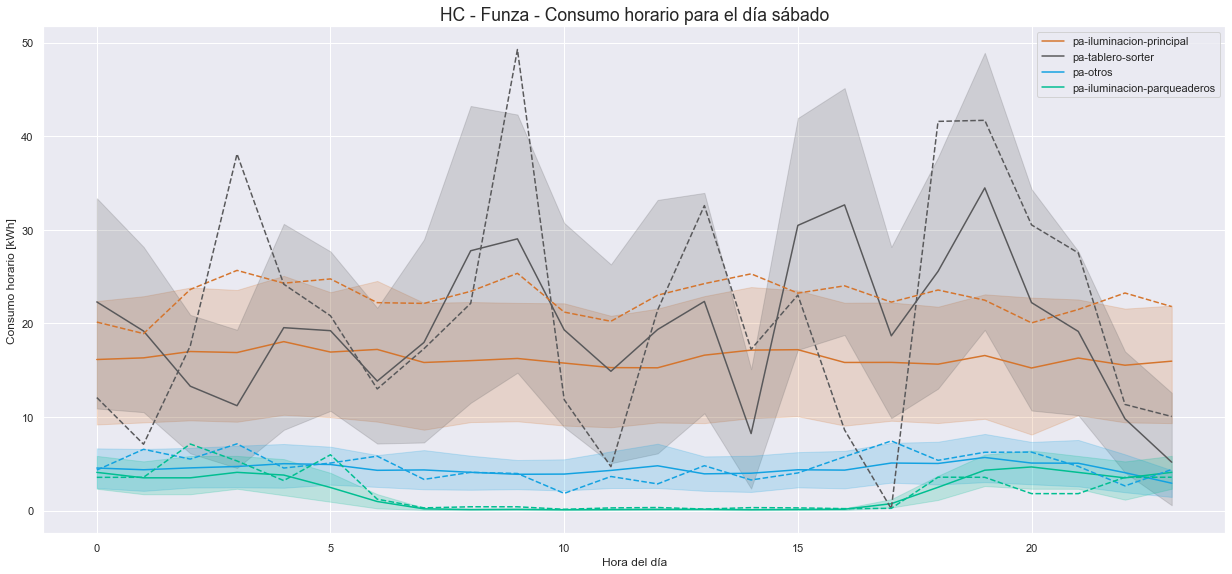 HC - Funza - Consumo horario para el día sábado
pa-iluminacion-principal
pa-tablero-sorter
pa-otros
pa-iluminacion-parqueaderos
Consumo horario [kWh]
50
40
30
20
10
0
0
5
10
15
20
Hora del día